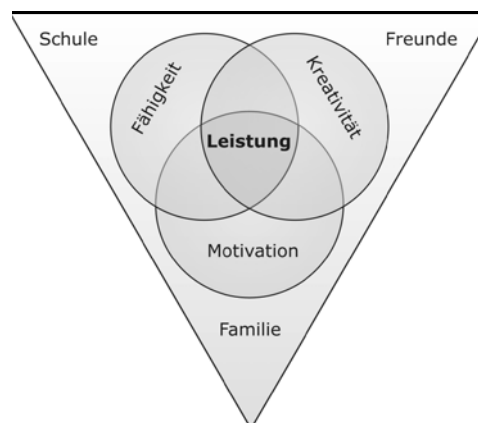 Schule
Freunde
Fähigkeit
Kreativität
Leistung
Motivation
Familie